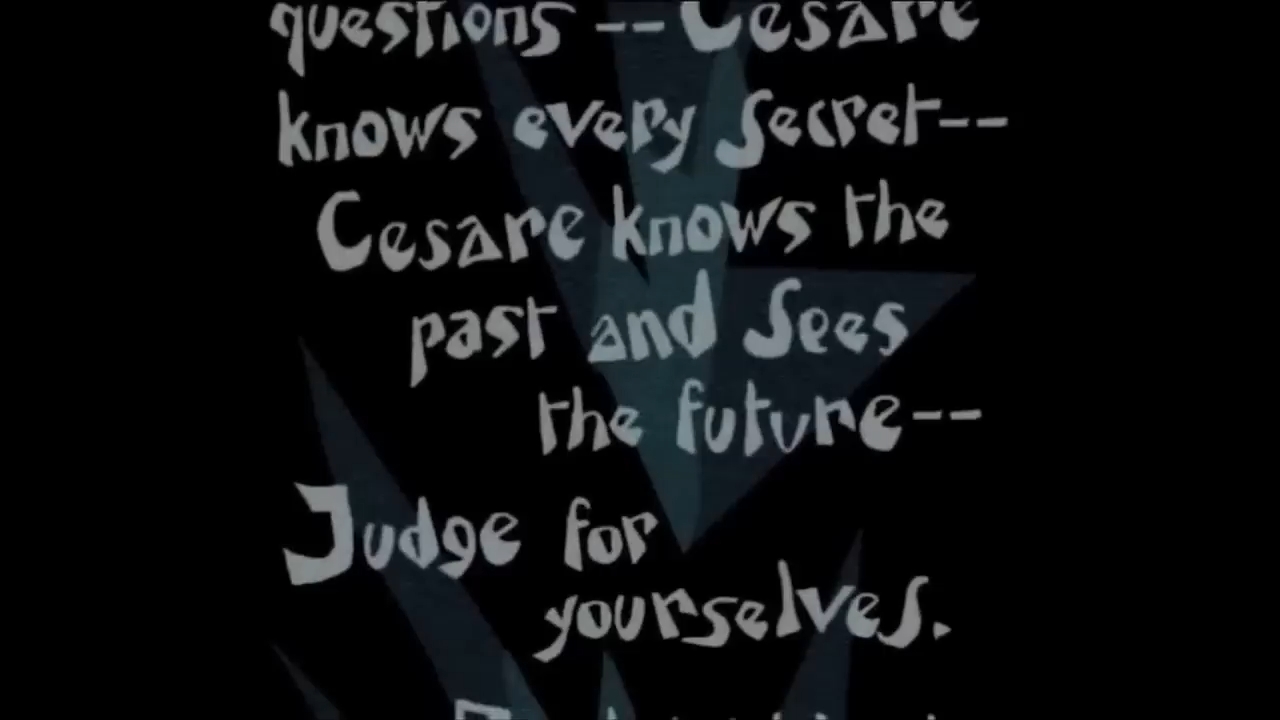 questions -- Cesare
knows every secret--
Cesare knows the
past and sees
the future--
Judge for
yourselves.